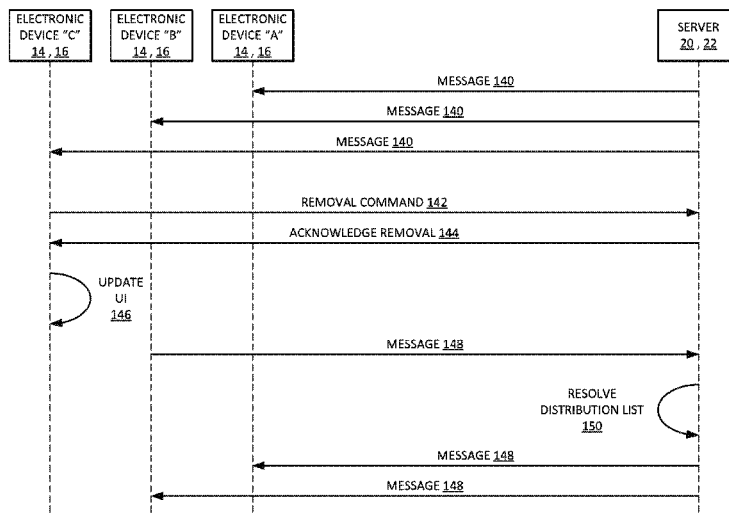 ELECTRONIC
DEVICE "C"
14, 16
ELECTRONIC
DEVICE "B"
14, 16
ELECTRONIC
DEVICE "A"
14, 16
SERVER
20, 22
MESSAGE 140
MESSAGE 140
MESSAGE 140
REMOVAL COMMAND 142
ACKNOWLEDGE REMOVAL 144
UPDATE
UI
146
MESSAGE 148
RESOLVE
DISTRIBUTION LIST
150
MESSAGE 148
MESSAGE 148